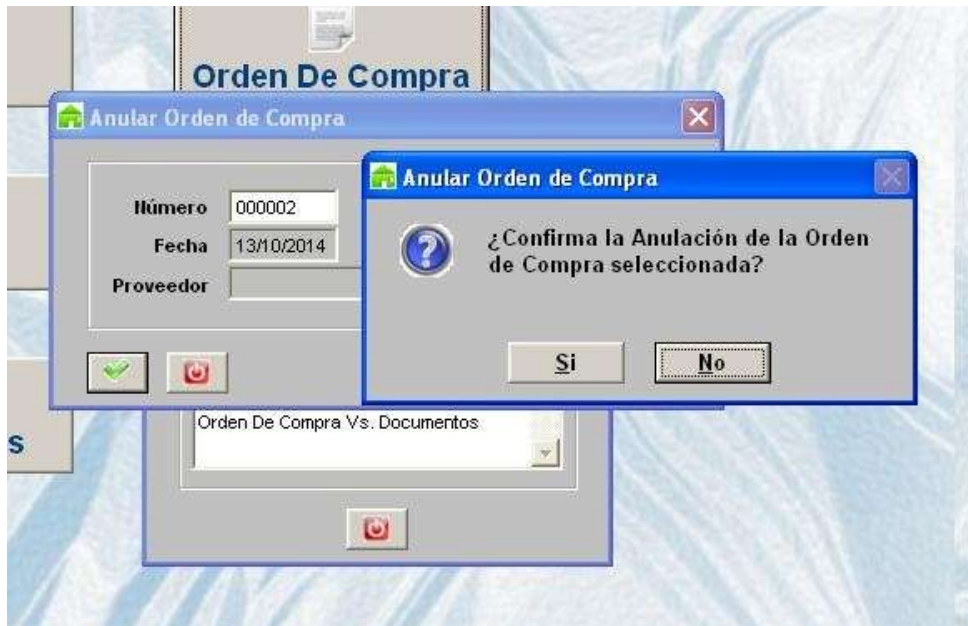 Orden De Compra
Anular Orden de Compra
Anular Orden de Compra
Número 000002
Fecha 13/10/2014
Proveedor
¿Confirma la Anulación de la Orden
de Compra seleccionada?
Si No
Orden De Compra Vs. Documentos
s